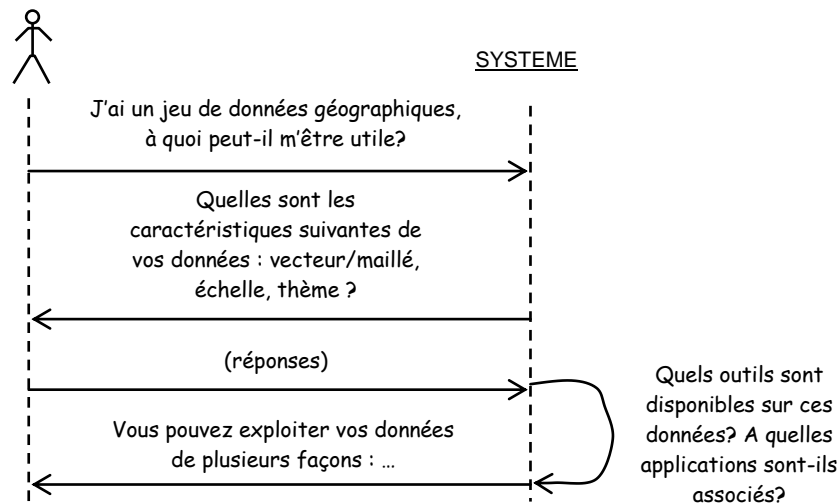 SYSTEME
J'ai un jeu de données géographiques,
à quoi peut-il m'être utile?
Quelles sont les
caractéristiques suivantes de
vos données : vecteur/maillé,
échelle, thème ?
(réponses)
Quels outils sont
disponibles sur ces
données? A quelles
applications sont-ils
associés?
Vous pouvez exploiter vos données
de plusieurs façons : …